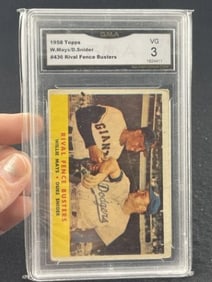 GMA
1958 Topps
W.Mays/D.Snider
#436 Rival Fence Busters
VG
3
RIVAL FENCE BUSTERS
WILLIE MAYS • DUKE SNIDER
GIANTS
Dodgers